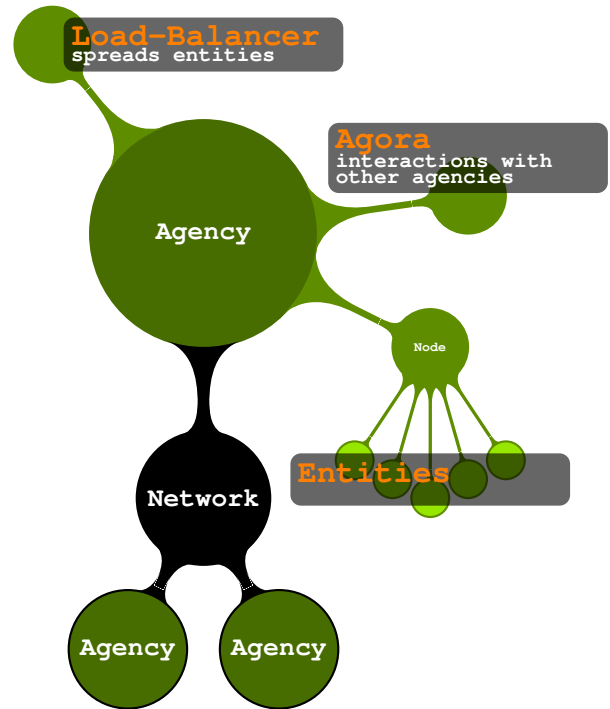 Load-Balancer
spreads entities
Agora
interactions with
other agencies
Agency
Node
Entities
Network
Agency
Agency